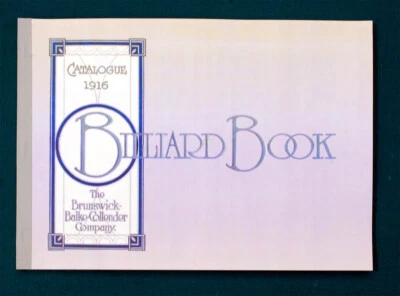 CATALOGUE
1916
BILLIARD BOOK
The
Brunswick-
Balke-Collender
Company.